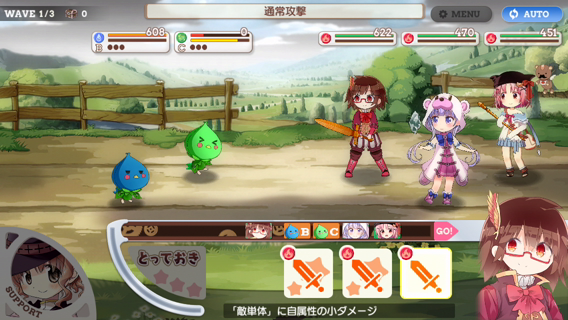 WAVE 1/3 0
通常攻撃
MENU
AUTO
608
B
0
C
622
470
451
B C GO!
とっておき
SUPPORT
「敵単体」に自属性の小ダメージ